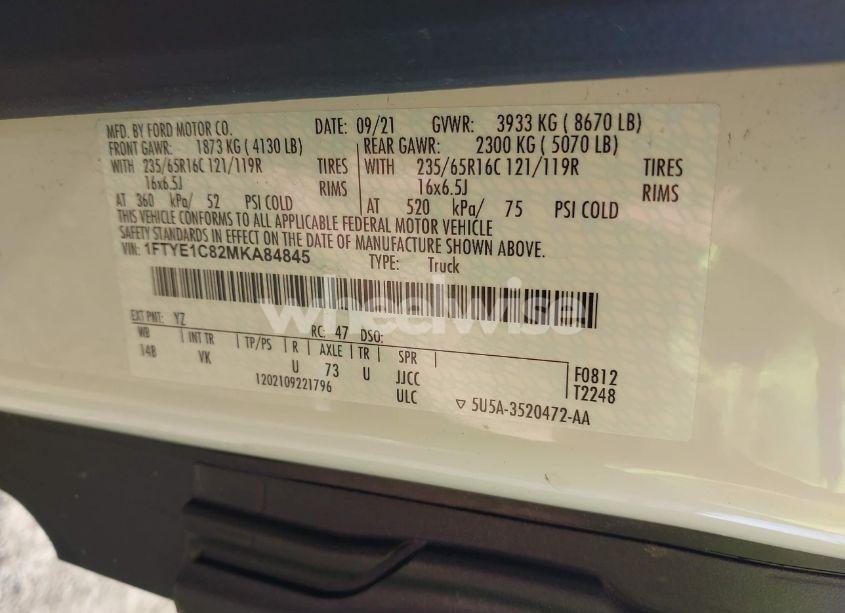 MFD. BY FORD MOTOR CO. DATE: 09/21 GVWR: 3933 KG ( 8670 LB)
FRONT GAWR: 1873 KG ( 4130 LB) REAR GAWR: 2300 KG ( 5070 LB)
WITH 235/65R16C 121/119R TIRES WITH 235/65R16C 121/119R TIRES
16x6.5J RIMS 16x6.5J RIMS
AT 360 kPa/ 52 PSI COLD AT 520 kPa/ 75 PSI COLD
THIS VEHICLE CONFORMS TO ALL APPLICABLE FEDERAL MOTOR VEHICLE
SAFETY STANDARDS IN EFFECT ON THE DATE OF MANUFACTURE SHOWN ABOVE.
VIN: 1FTYE1C82MKA84845 TYPE: Truck
wheelwise
EXT PNT: YZ RC: 47 DSO:
WB INT TR TP/PS R AXLE TR SPR
148 VK U 73 U JJCC F0812
1202109221796 ULC T2248
5U5A-3520472-AA